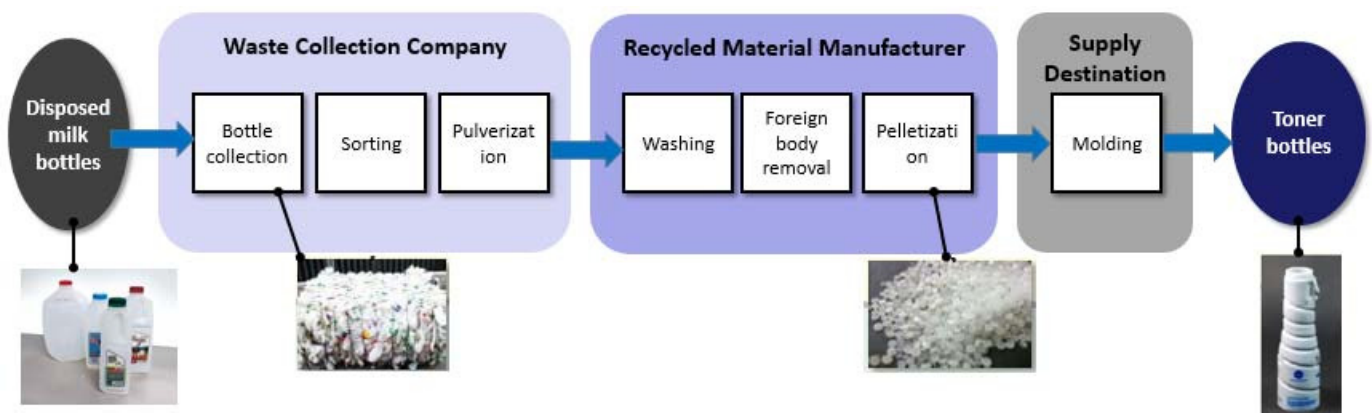 Waste Collection Company
Recycled Material Manufacturer
Supply
Destination
Disposed
milk
bottles
Bottle
collection
Sorting
Pulverizat
ion
Washing
Foreign
body
removal
Pelletizati
on
Molding
Toner
bottles